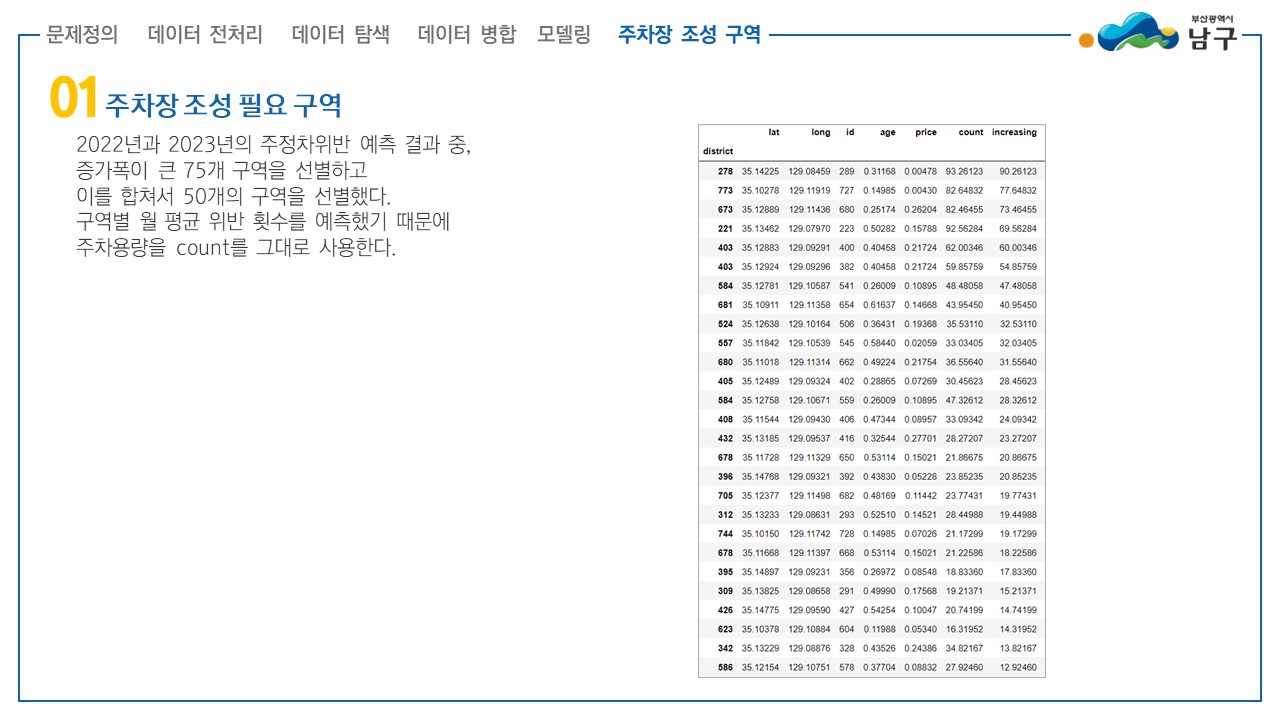 문제정의 데이터 전처리 데이터 탐색 데이터 병합 모델링 주차장 조성 구역
부산광역시
남구
01 주차장 조성 필요 구역
2022년과 2023년의 주정차위반 예측 결과 중,
증가폭이 큰 75개 구역을 선별하고
이를 합쳐서 50개의 구역을 선별했다.
구역별 월 평균 위반 횟수를 예측했기 때문에
주차용량을 count를 그대로 사용한다.
lat long id age price count increasing
district
278 35.14225 129.08459 289 0.31168 0.00478 93.26123 90.26123
773 35.10278 129.11919 727 0.14985 0.00430 82.64832 77.64832
673 35.12889 129.11436 680 0.25174 0.26204 82.46455 73.46455
221 35.13462 129.07970 223 0.50282 0.15788 92.56284 69.56284
403 35.12883 129.09291 400 0.40458 0.21724 62.00346 60.00346
403 35.12924 129.09296 382 0.40458 0.21724 59.85759 54.85759
584 35.12781 129.10587 541 0.26009 0.10895 48.48058 47.48058
681 35.10911 129.11358 654 0.61637 0.14668 43.95450 40.95450
524 35.12638 129.10164 506 0.36431 0.19368 35.53110 32.53110
557 35.11842 129.10539 545 0.58440 0.02059 33.03405 32.03405
680 35.11018 129.11314 662 0.49224 0.21754 36.55640 31.55640
405 35.12489 129.09324 402 0.28865 0.07269 30.45623 28.45623
584 35.12758 129.10671 559 0.26009 0.10895 47.32612 28.32612
408 35.11544 129.09430 406 0.47344 0.08957 33.09342 24.09342
432 35.13185 129.09537 416 0.32544 0.27701 28.27207 23.27207
678 35.11728 129.11329 650 0.53114 0.15021 21.86675 20.86675
396 35.14768 129.09321 392 0.43830 0.05228 23.85235 20.85235
705 35.12377 129.11498 682 0.48169 0.11442 23.77431 19.77431
312 35.13233 129.08631 293 0.52510 0.14521 28.44988 19.44988
744 35.10150 129.11742 728 0.14985 0.07026 21.17299 19.17299
678 35.11668 129.11397 668 0.53114 0.15021 21.22586 18.22586
395 35.14897 129.09231 356 0.26972 0.08548 18.83360 17.83360
309 35.13825 129.08658 291 0.49990 0.17568 19.21371 15.21371
426 35.14775 129.09590 427 0.54254 0.10047 20.74199 14.74199
623 35.10378 129.10884 604 0.11988 0.05340 16.31952 14.31952
342 35.13229 129.08876 328 0.43526 0.24386 34.82167 13.82167
586 35.12154 129.10751 578 0.37704 0.08832 27.92460 12.92460